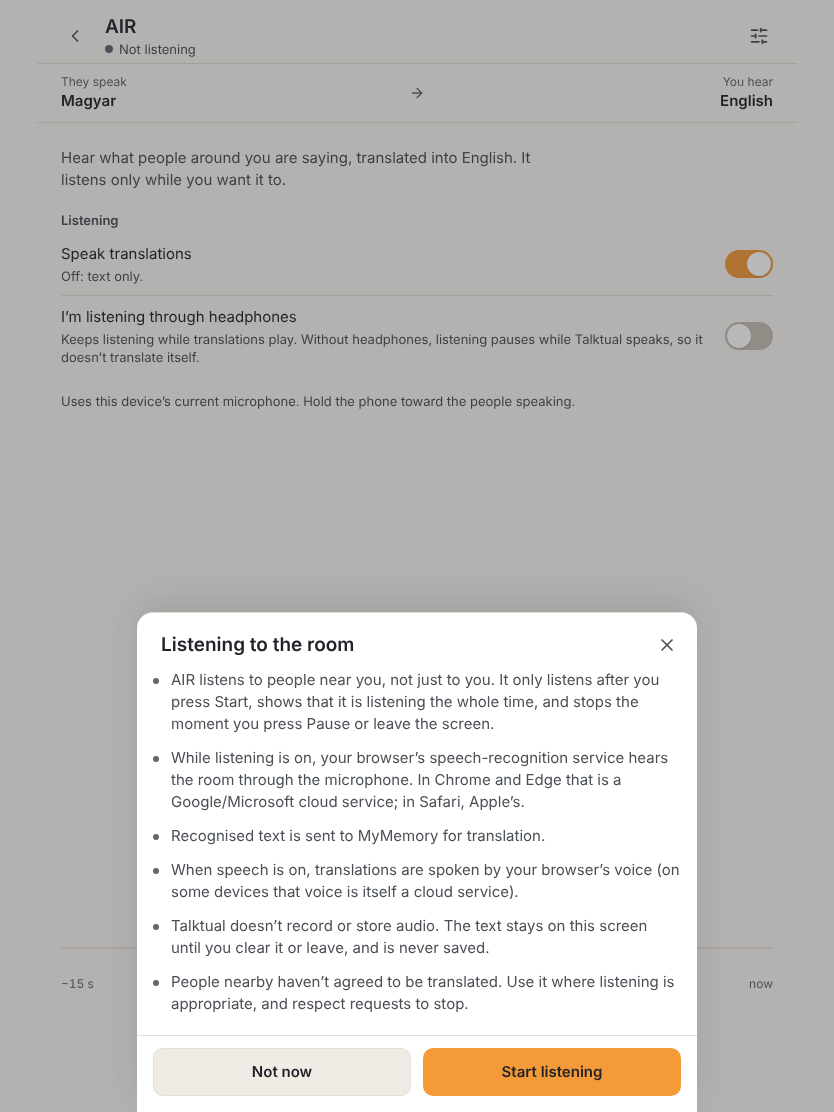 AIR
Not listening
They speak
Magyar
You hear
English
Hear what people around you are saying, translated into English. It
listens only while you want it to.
Listening
Speak translations
Off: text only.
I’m listening through headphones
Keeps listening while translations play. Without headphones, listening pauses while Talktual speaks, so it
doesn’t translate itself.
Uses this device’s current microphone. Hold the phone toward the people speaking.
Listening to the room
AIR listens to people near you, not just to you. It only listens after you
press Start, shows that it is listening the whole time, and stops the
moment you press Pause or leave the screen.
While listening is on, your browser’s speech-recognition service hears
the room through the microphone. In Chrome and Edge that is a
Google/Microsoft cloud service; in Safari, Apple’s.
Recognised text is sent to MyMemory for translation.
When speech is on, translations are spoken by your browser’s voice (on
some devices that voice is itself a cloud service).
Talktual doesn’t record or store audio. The text stays on this screen
until you clear it or leave, and is never saved.
People nearby haven’t agreed to be translated. Use it where listening is
appropriate, and respect requests to stop.
−15 s
now
Not now
Start listening